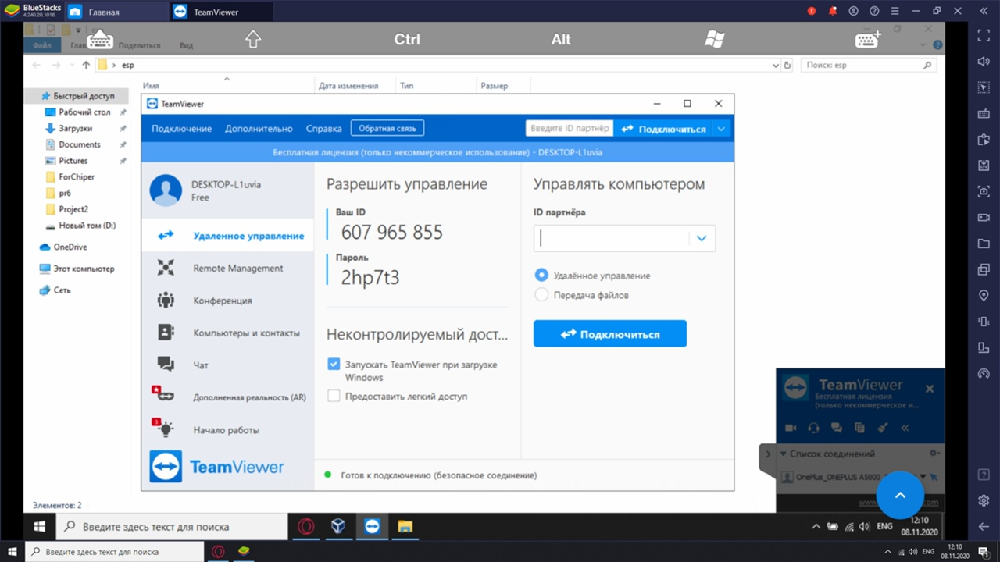 BlueStacks
4.240.20.1016
Главная
TeamViewer
Файл
Поделиться
Вид
Ctrl
Alt
esp
Поиск: esp
Имя
Дата изменения
Тип
Размер
Быстрый доступ
Рабочий стол
Загрузки
Documents
Pictures
ForChiper
pr6
Project2
Новый том (D:)
OneDrive
Этот компьютер
Сеть
TeamViewer
Подключение
Дополнительно
Справка
Обратная связь
Введите ID партнёр
Подключиться
Бесплатная лицензия (только некоммерческое использование) - DESKTOP-L1uvia
DESKTOP-L1uvia
Free
Удаленное управление
Remote Management
Конференция
Компьютеры и контакты
Чат
Дополненная реальность (AR)
3
Начало работы
TeamViewer
Разрешить управление
Ваш ID
607 965 855
Пароль
2hp7t3
Неконтролируемый дост...
Запускать TeamViewer при загрузке
Windows
Предоставить легкий доступ
Управлять компьютером
ID партнёра
Удалённое управление
Передача файлов
Подключиться
Готов к подключению (безопасное соединение)
TeamViewer
Бесплатная лицензия
(только некоммерческое и...
Список соединений
OnePlus_ONEPLUS A5000
Элементов: 2
Введите здесь текст для поиска
ENG
12:10
08.11.2020
Введите здесь текст для поиска
ENG
12:10
08.11.2020
1